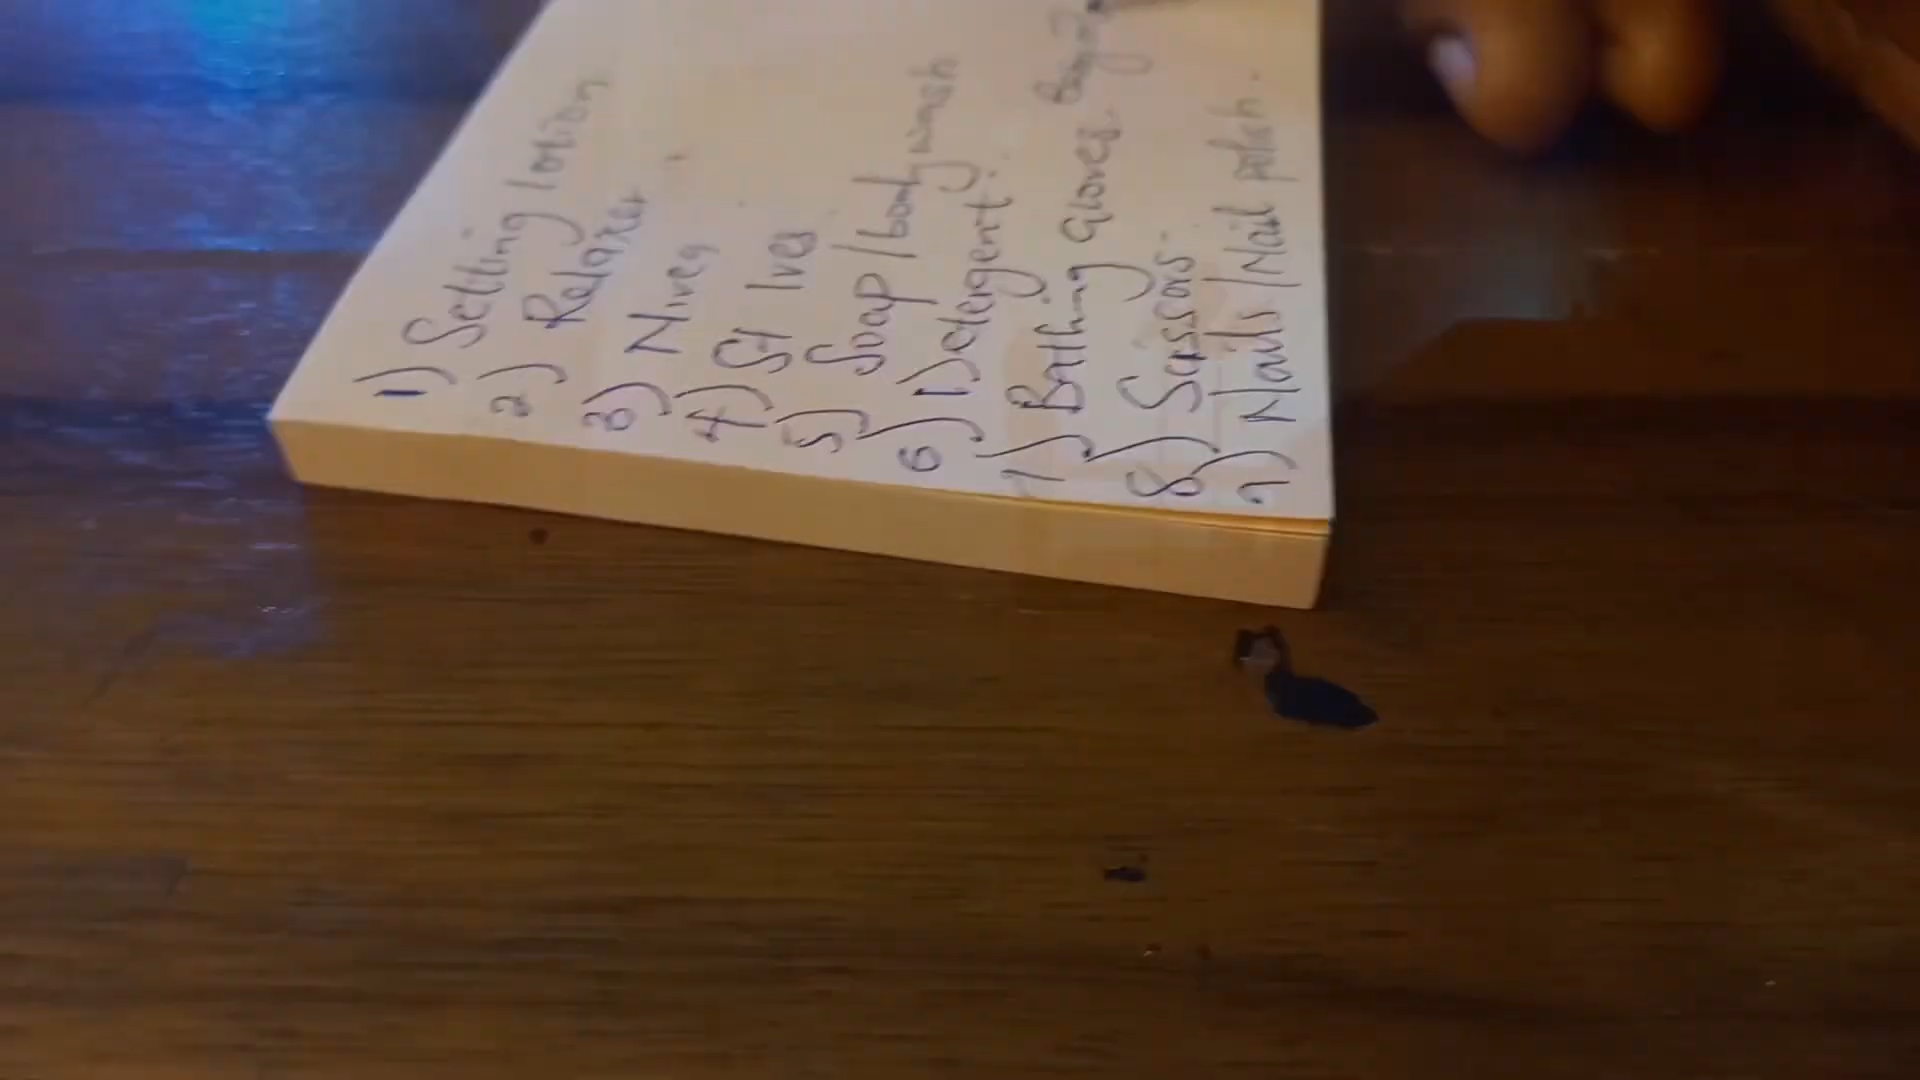 1) Setting lotion
2) Relaxer
3) Nivea
4) St Ives
5) Soap/body wash
6) Detergent.
7) Bathing Gloves.
8) Scissors.
9) Nails/Nail polish.